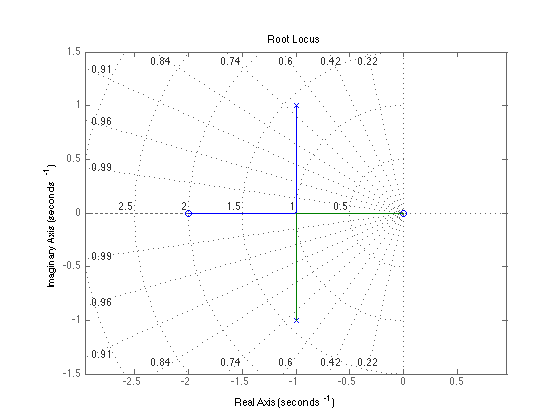 Root Locus
1.5
0.84 0.74 0.6 0.42 0.22
0.91
1
0.96
0.5
0.99
2.5 2 1.5 1 0.5
0
Imaginary Axis (seconds⁻¹)
-0.5
0.99
0.96
-1
0.91
0.84 0.74 0.6 0.42 0.22
-1.5
-2.5 -2 -1.5 -1 -0.5 0 0.5
Real Axis (seconds⁻¹)